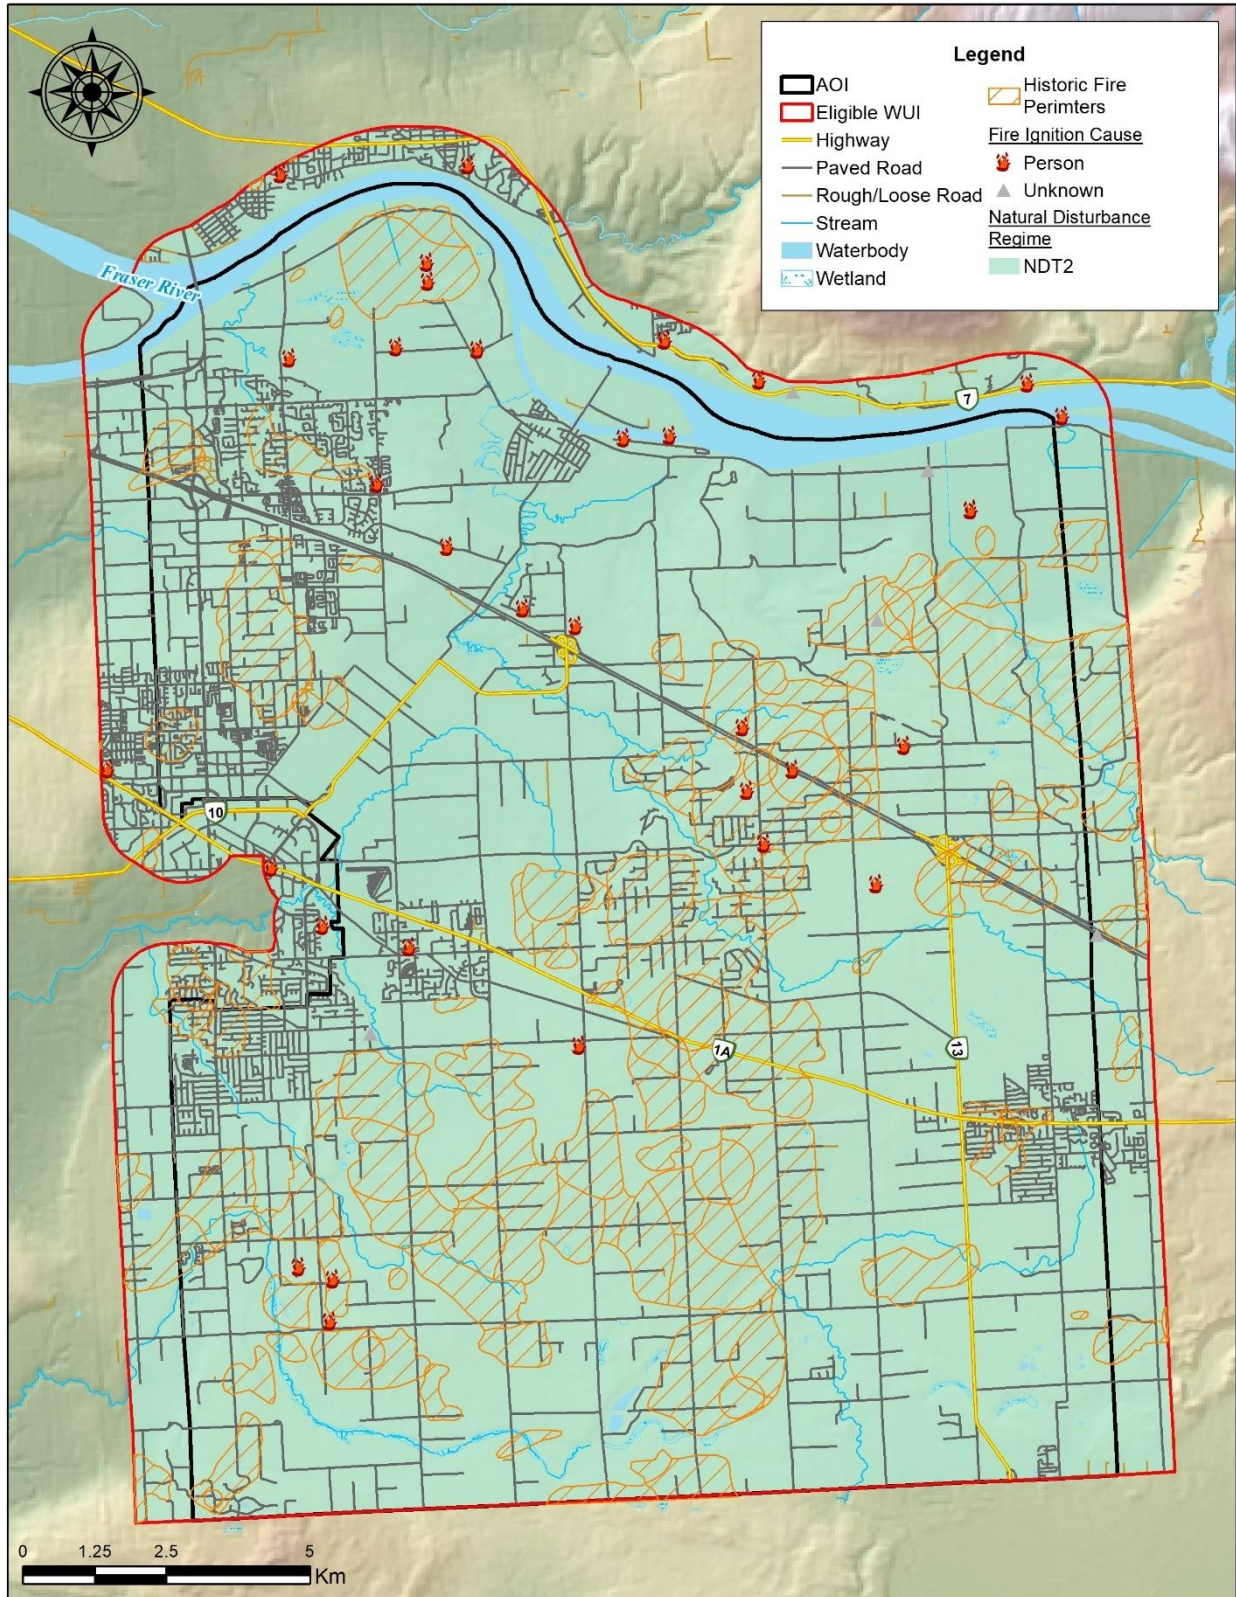 Legend
AOI
Eligible WUI
Highway
Paved Road
Rough/Loose Road
Stream
Waterbody
Wetland
Historic Fire
Perimters
Fire Ignition Cause
Person
Unknown
Natural Disturbance
Regime
NDT2
Fraser River
7
10
1A
13
0 1.25 2.5 5
Km